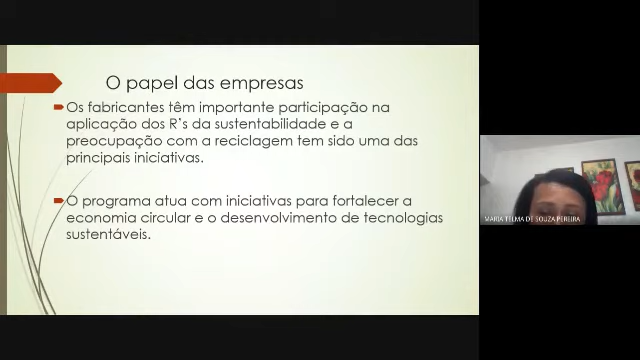 O papel das empresas
Os fabricantes têm importante participação na
aplicação dos R's da sustentabilidade e a
preocupação com a reciclagem tem sido uma das
principais iniciativas.
O programa atua com iniciativas para fortalecer a
economia circular e o desenvolvimento de tecnologias
sustentáveis.
MARIA TELMA DE SOUZA PEREIRA